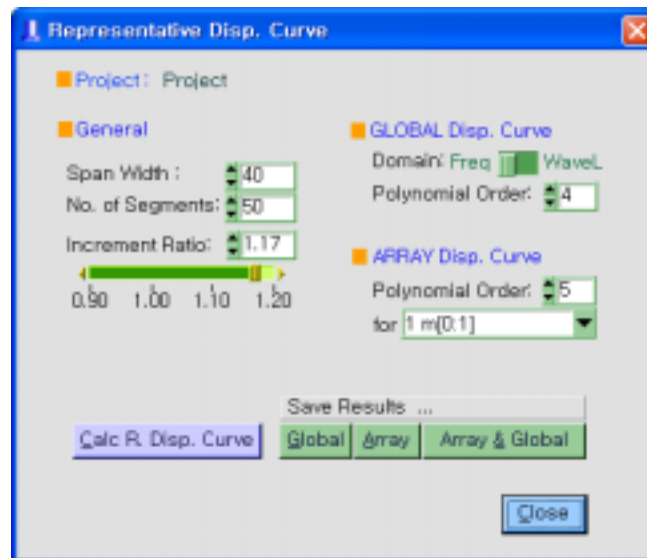 Representative Disp. Curve
Project: Project
General
Span Width : 40
No. of Segments: 50
Increment Ratio: 1.17
0.90 1.00 1.10 1.20
GLOBAL Disp. Curve
Domain: Freq WaveL
Polynomial Order: 4
ARRAY Disp. Curve
Polynomial Order: 5
for 1 m[0:1]
Save Results ...
Calc R. Disp. Curve Global Array Array & Global
Close